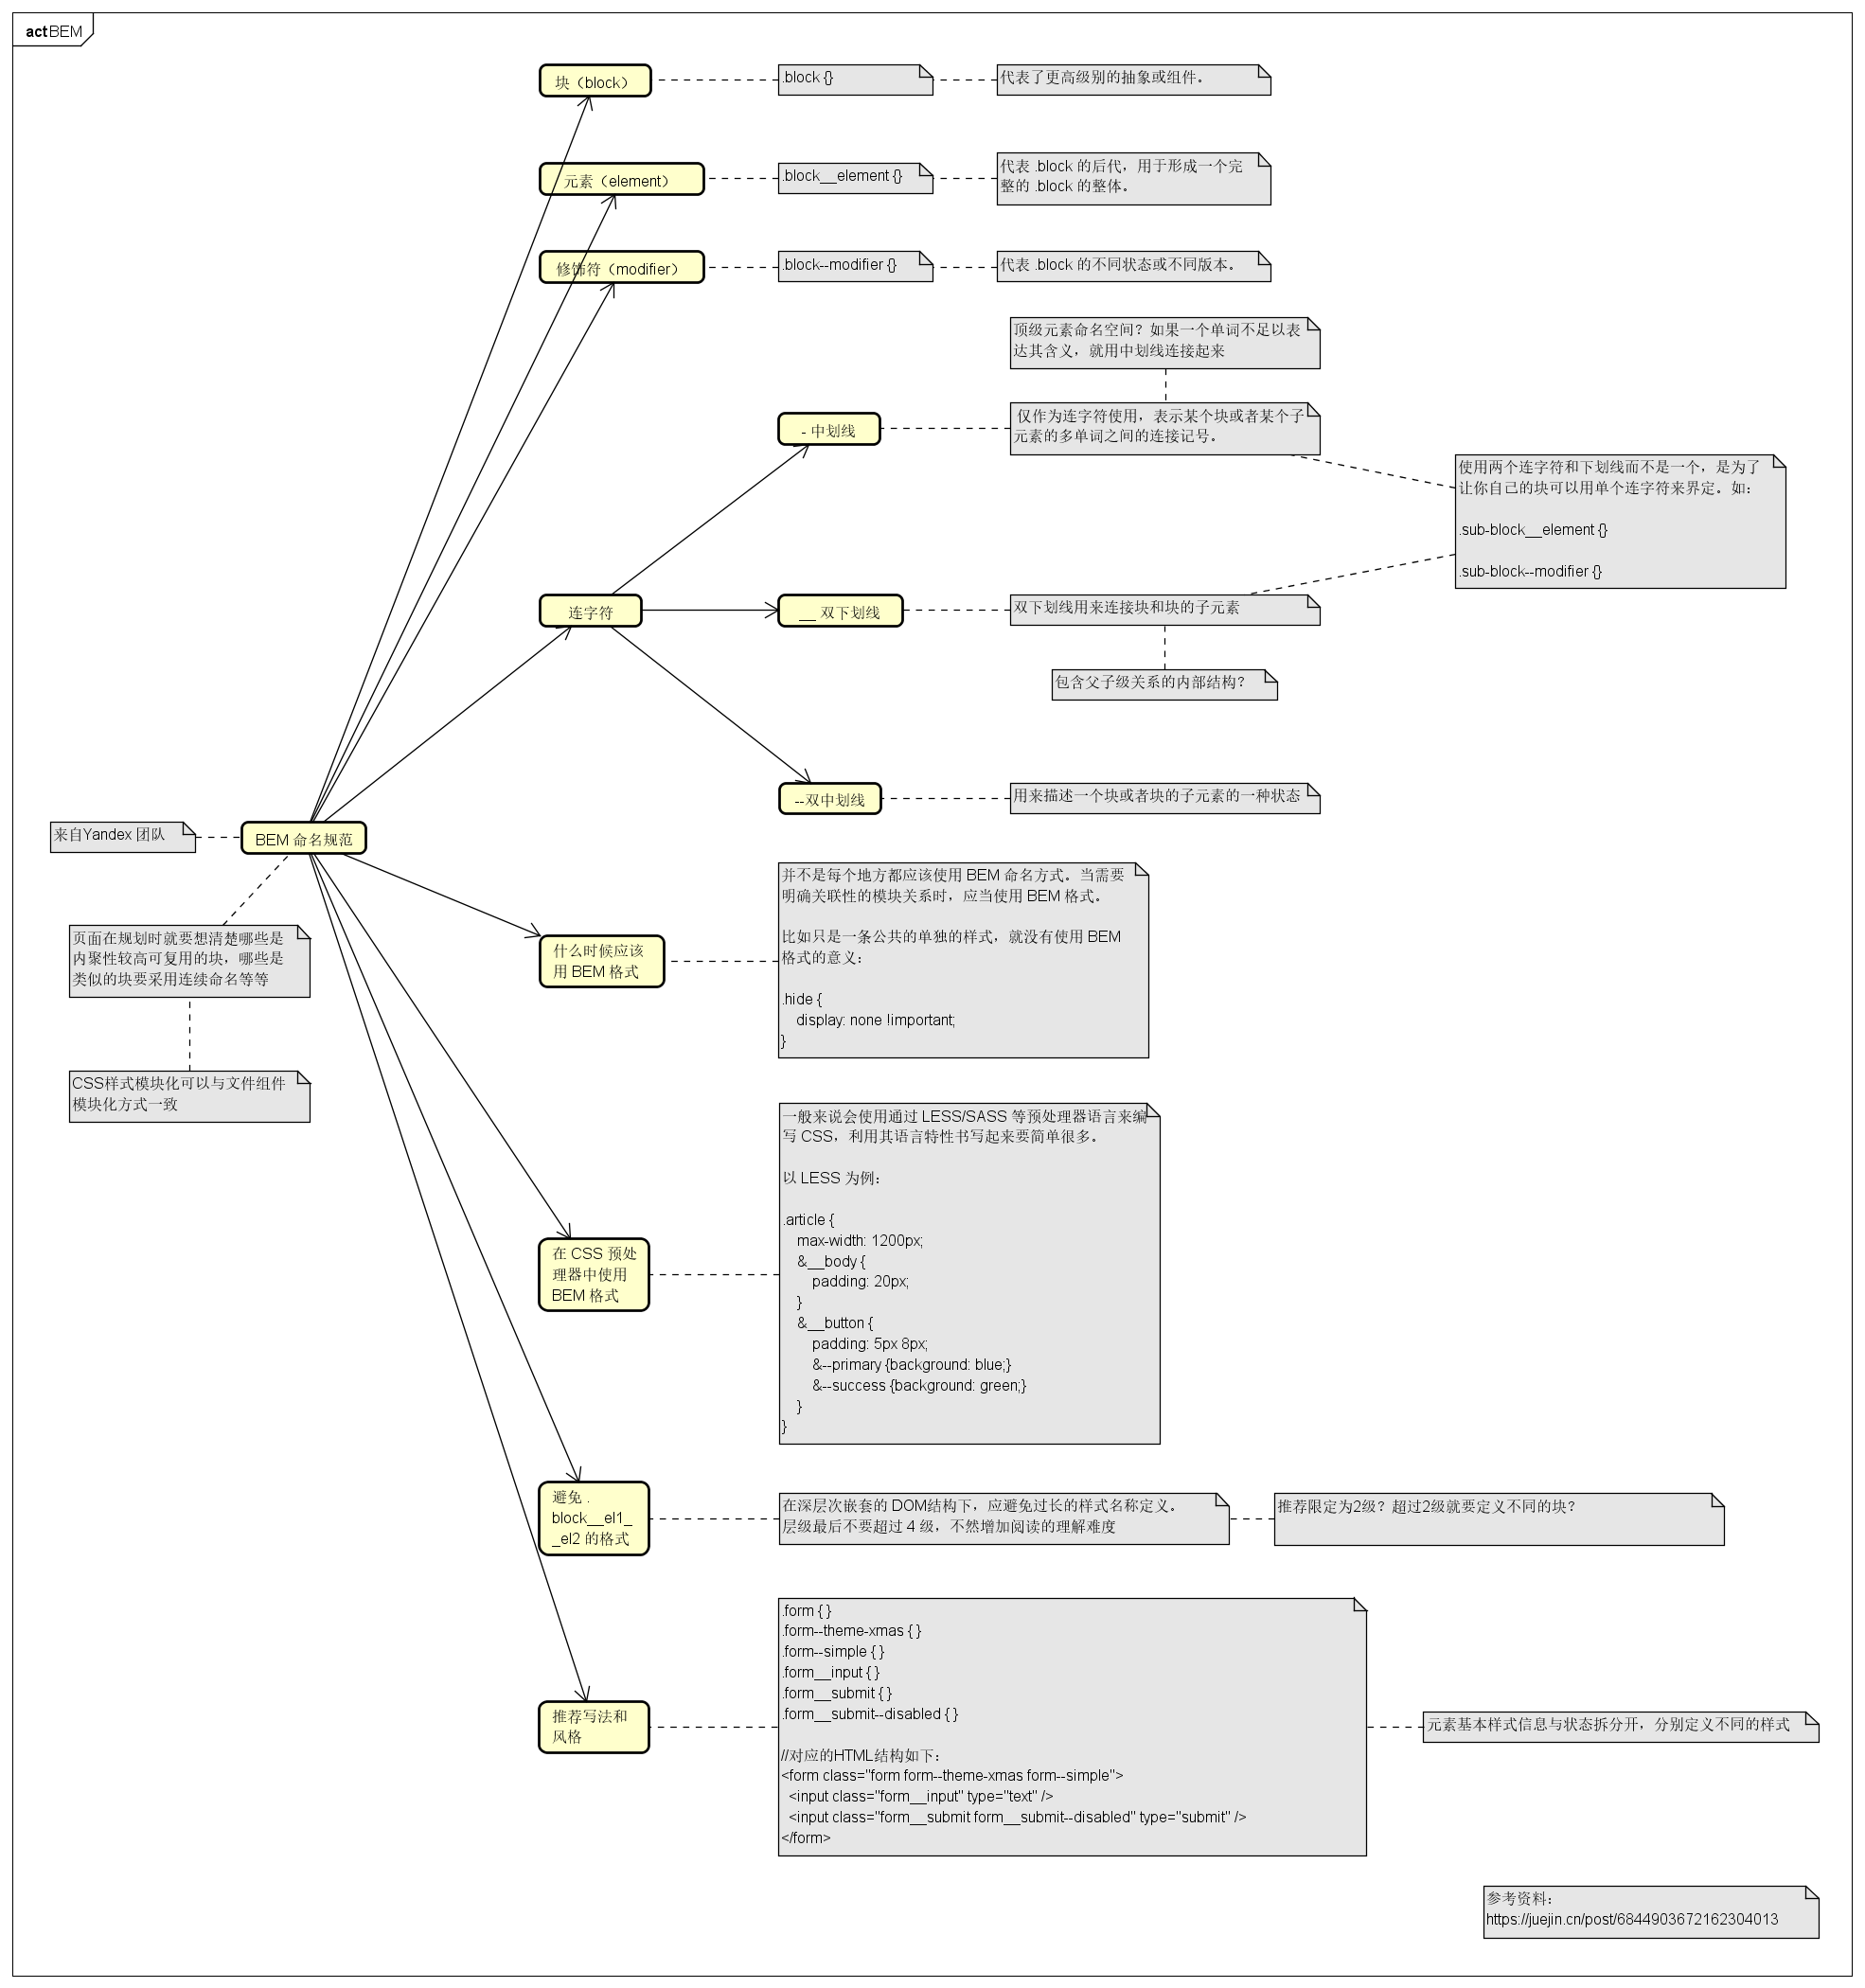 act BEM
块（block）
.block {}
代表了更高级别的抽象或组件。
元素（element）
.block__element {}
代表 .block 的后代，用于形成一个完
整的 .block 的整体。
修饰符（modifier）
.block--modifier {}
代表 .block 的不同状态或不同版本。
顶级元素命名空间？如果一个单词不足以表
达其含义，就用中划线连接起来
- 中划线
仅作为连字符使用，表示某个块或者某个子
元素的多单词之间的连接记号。
使用两个连字符和下划线而不是一个，是为了
让你自己的块可以用单个连字符来界定。如：
.sub-block__element {}
.sub-block--modifier {}
连字符
__ 双下划线
双下划线用来连接块和块的子元素
包含父子级关系的内部结构？
--双中划线
用来描述一个块或者块的子元素的一种状态
来自Yandex 团队
BEM 命名规范
页面在规划时就要想清楚哪些是
内聚性较高可复用的块，哪些是
类似的块要采用连续命名等等
CSS样式模块化可以与文件组件
模块化方式一致
什么时候应该
用 BEM 格式
并不是每个地方都应该使用 BEM 命名方式。当需要
明确关联性的模块关系时，应当使用 BEM 格式。
比如只是一条公共的单独的样式，就没有使用 BEM
格式的意义：
.hide {
display: none !important;
}
在 CSS 预处
理器中使用
BEM 格式
一般来说会使用通过 LESS/SASS 等预处理器语言来编
写 CSS，利用其语言特性书写起来要简单很多。
以 LESS 为例：
.article {
max-width: 1200px;
&__body {
padding: 20px;
}
&__button {
padding: 5px 8px;
&--primary {background: blue;}
&--success {background: green;}
}
}
避免 .
block__el1_
_el2 的格式
在深层次嵌套的 DOM结构下，应避免过长的样式名称定义。
层级最后不要超过 4 级，不然增加阅读的理解难度
推荐限定为2级？超过2级就要定义不同的块？
推荐写法和
风格
.form { }
.form--theme-xmas { }
.form--simple { }
.form__input { }
.form__submit { }
.form__submit--disabled { }
//对应的HTML结构如下：
<form class="form form--theme-xmas form--simple">
<input class="form__input" type="text" />
<input class="form__submit form__submit--disabled" type="submit" />
</form>
元素基本样式信息与状态拆分开，分别定义不同的样式
参考资料：
https://juejin.cn/post/6844903672162304013